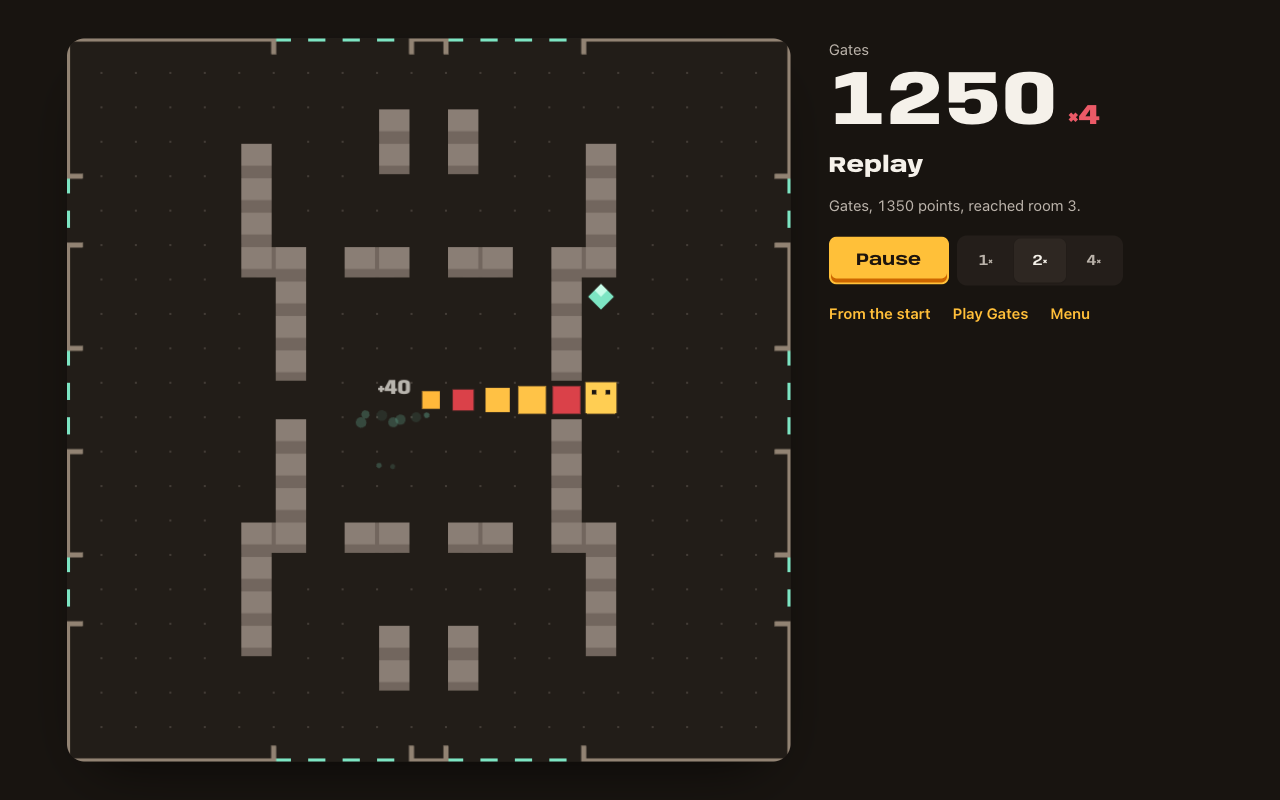 Gates
1250 ×4
Replay
Gates, 1350 points, reached room 3.
Pause 1× 2× 4×
From the start Play Gates Menu
+40